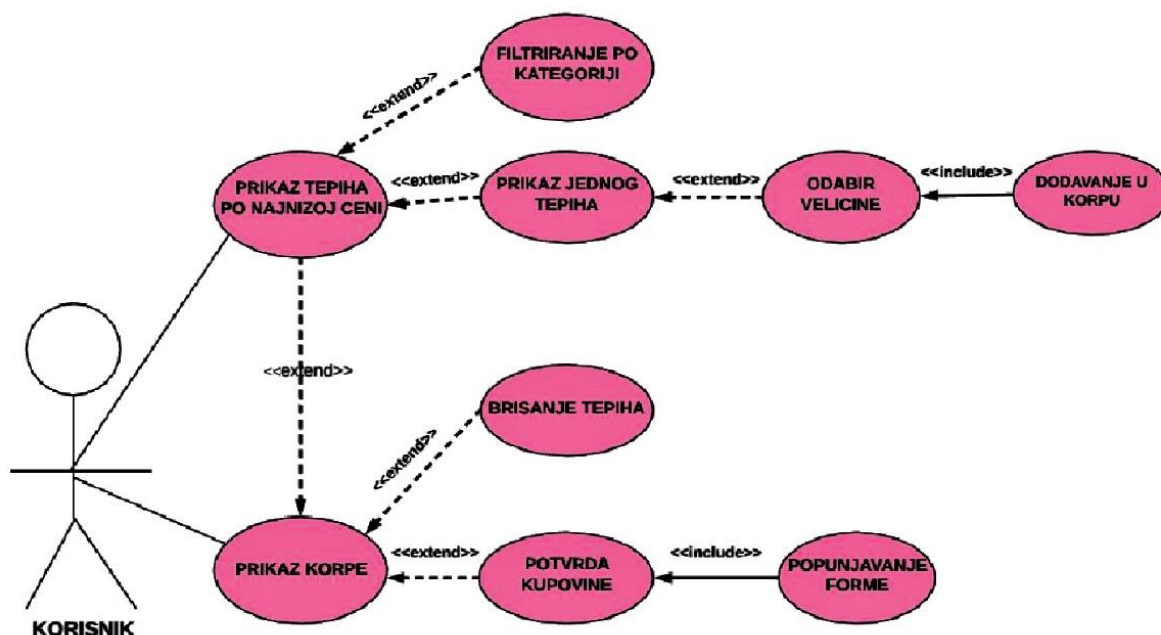 FILTRIRANJE PO
KATEGORIJI
<<extend>>
PRIKAZ TEPIHA
PO NAJNIZOJ CENI
<<extend>>
PRIKAZ JEDNOG
TEPIHA
<<extend>>
ODABIR
VELICINE
<<include>>
DODAVANJE U
KORPU
<<extend>>
BRISANJE TEPIHA
<<extend>>
PRIKAZ KORPE
<<extend>>
POTVRDA
KUPOVINE
<<include>>
POPUNJAVANJE
FORME
KORISNIK